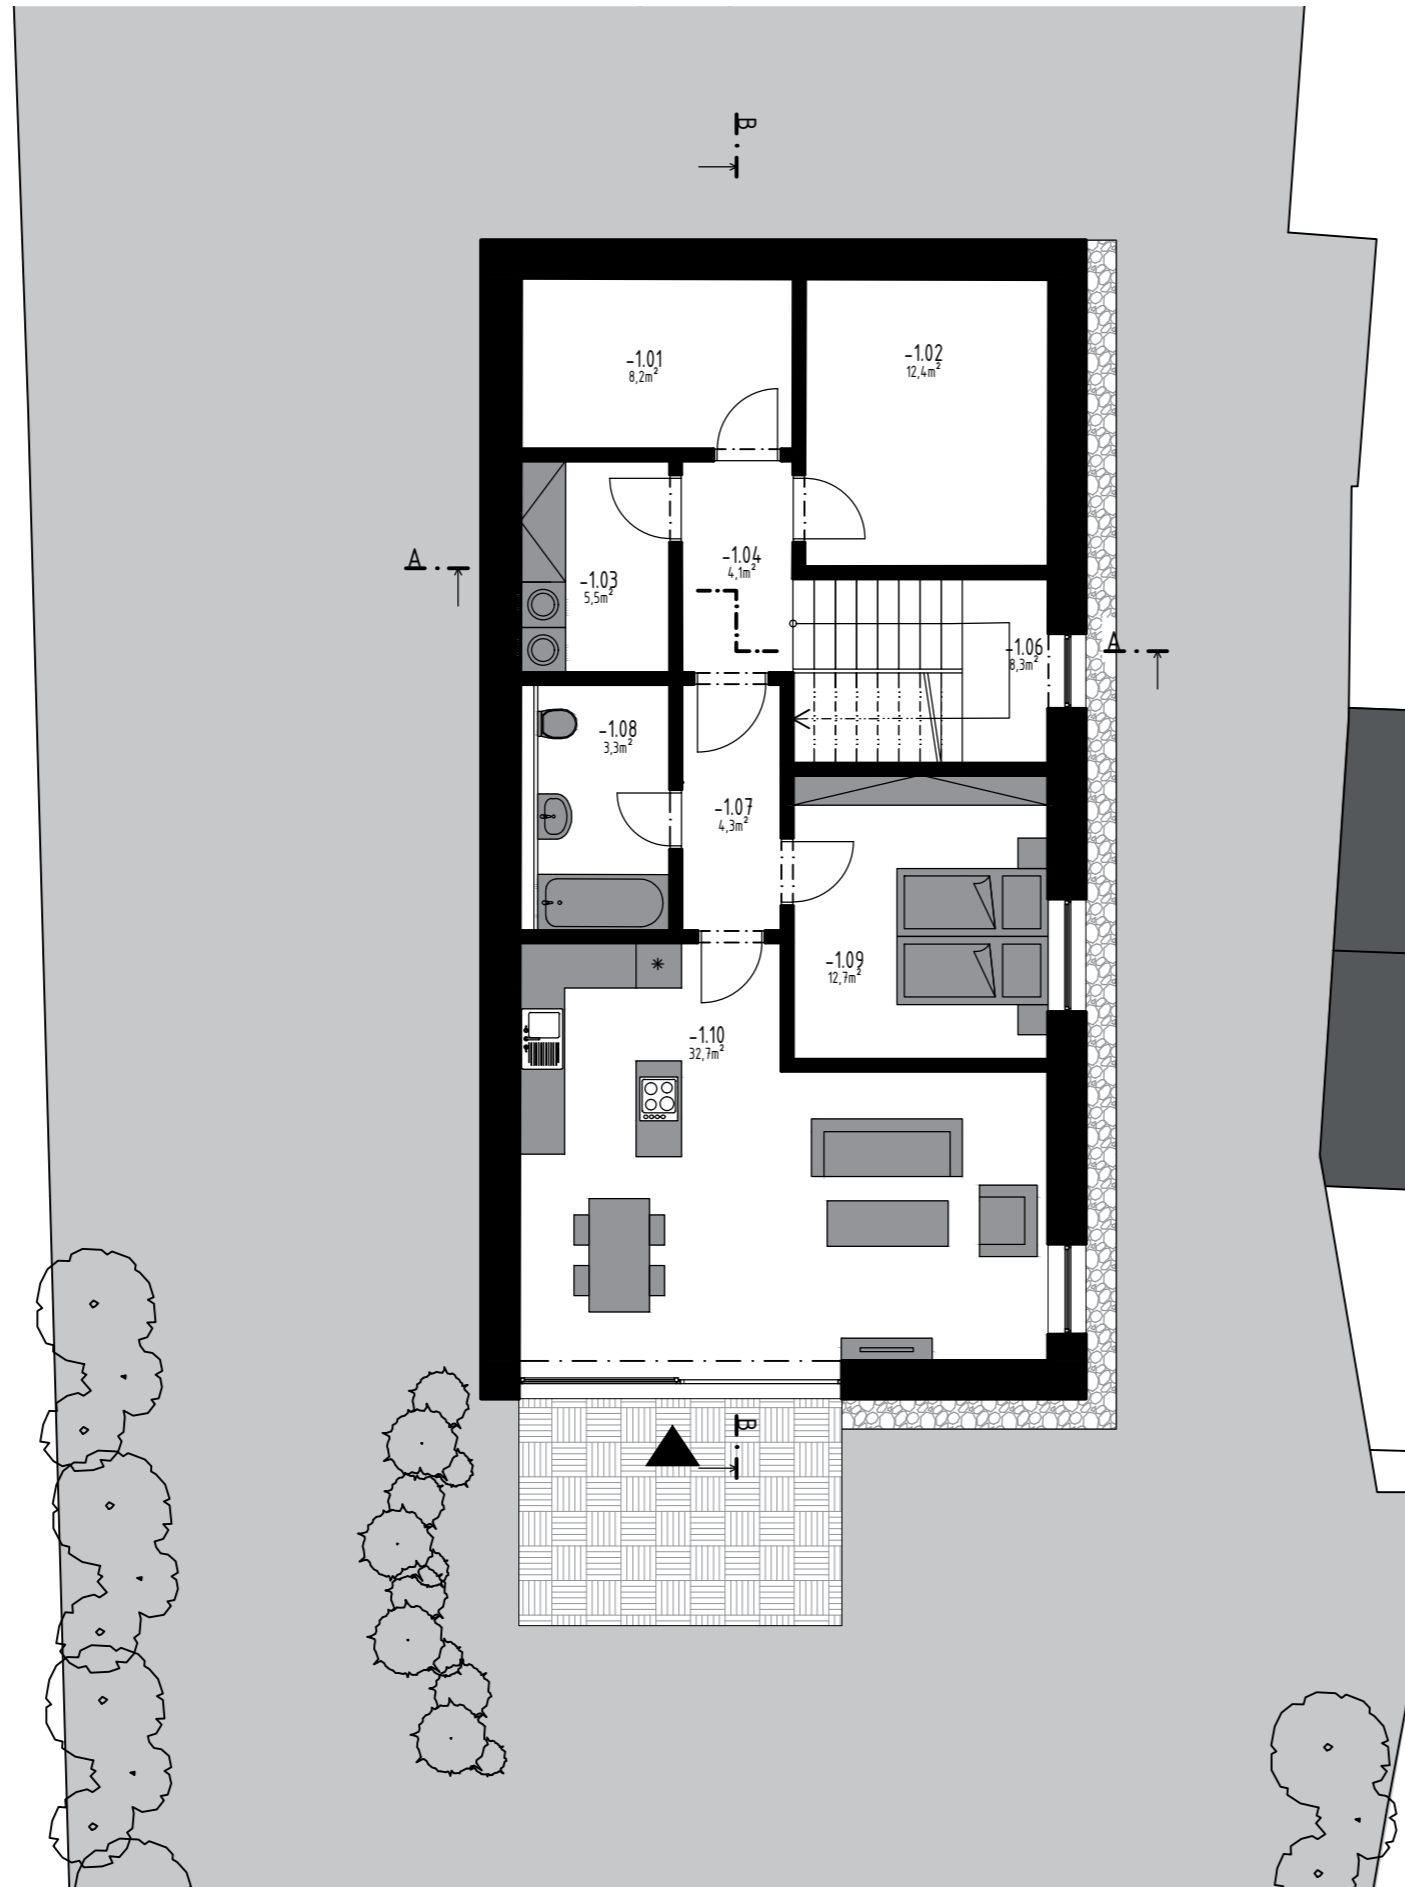 B
-1.01
8,2m²
-1.02
12,4m²
-1.04
4,1m²
A
-1.03
5,5m²
-1.06
8,3m²
A
-1.08
3,3m²
-1.07
4,3m²
-1.09
12,7m²
-1.10
32,7m²
B